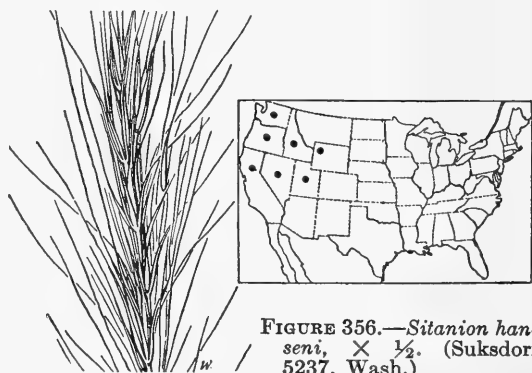 W.
FIGURE 356.—Sitanion han-
seni, × ½. (Suksdorf
5237, Wash.)